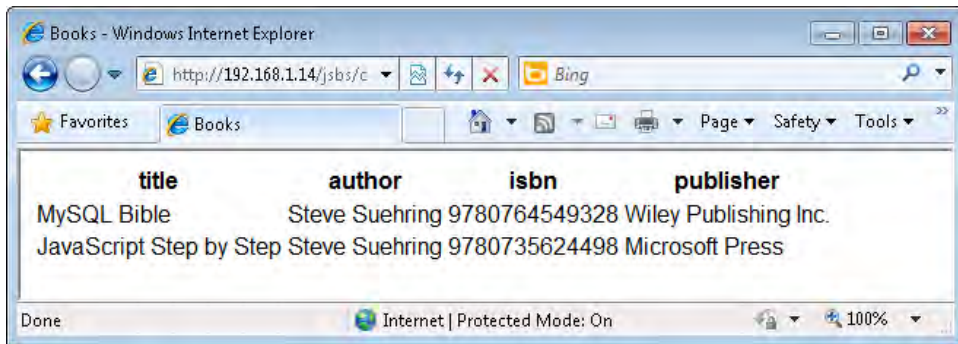 Books - Windows Internet Explorer
http://192.168.1.14/jsbs/c Bing
Favorites Books Page Safety Tools
title author isbn publisher
MySQL Bible Steve Suehring 9780764549328 Wiley Publishing Inc.
JavaScript Step by Step Steve Suehring 9780735624498 Microsoft Press
Done Internet | Protected Mode: On 100%